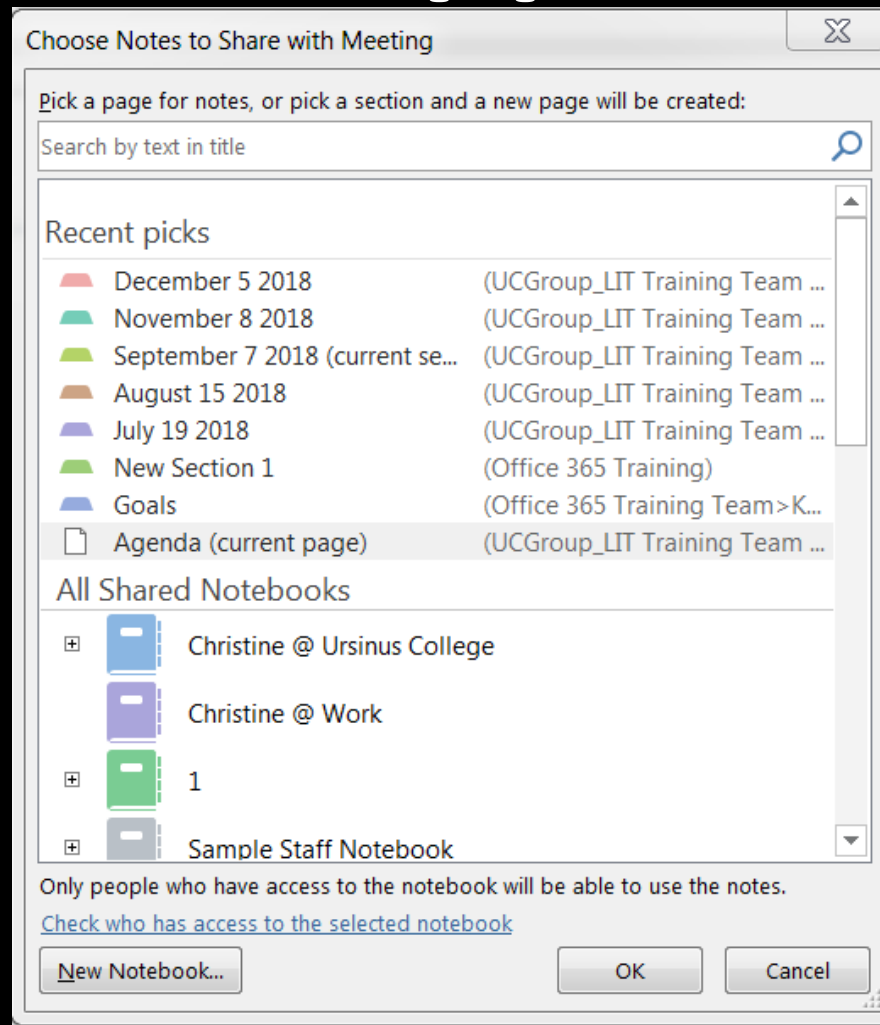 Choose Notes to Share with Meeting
Pick a page for notes, or pick a section and a new page will be created:
Search by text in title
Recent picks
December 5 2018 (UCGroup_LIT Training Team ...
November 8 2018 (UCGroup_LIT Training Team ...
September 7 2018 (current se... (UCGroup_LIT Training Team ...
August 15 2018 (UCGroup_LIT Training Team ...
July 19 2018 (UCGroup_LIT Training Team ...
New Section 1 (Office 365 Training)
Goals (Office 365 Training Team>K...
Agenda (current page) (UCGroup_LIT Training Team ...
All Shared Notebooks
Christine @ Ursinus College
Christine @ Work
1
Sample Staff Notebook
Only people who have access to the notebook will be able to use the notes.
Check who has access to the selected notebook
New Notebook... OK Cancel